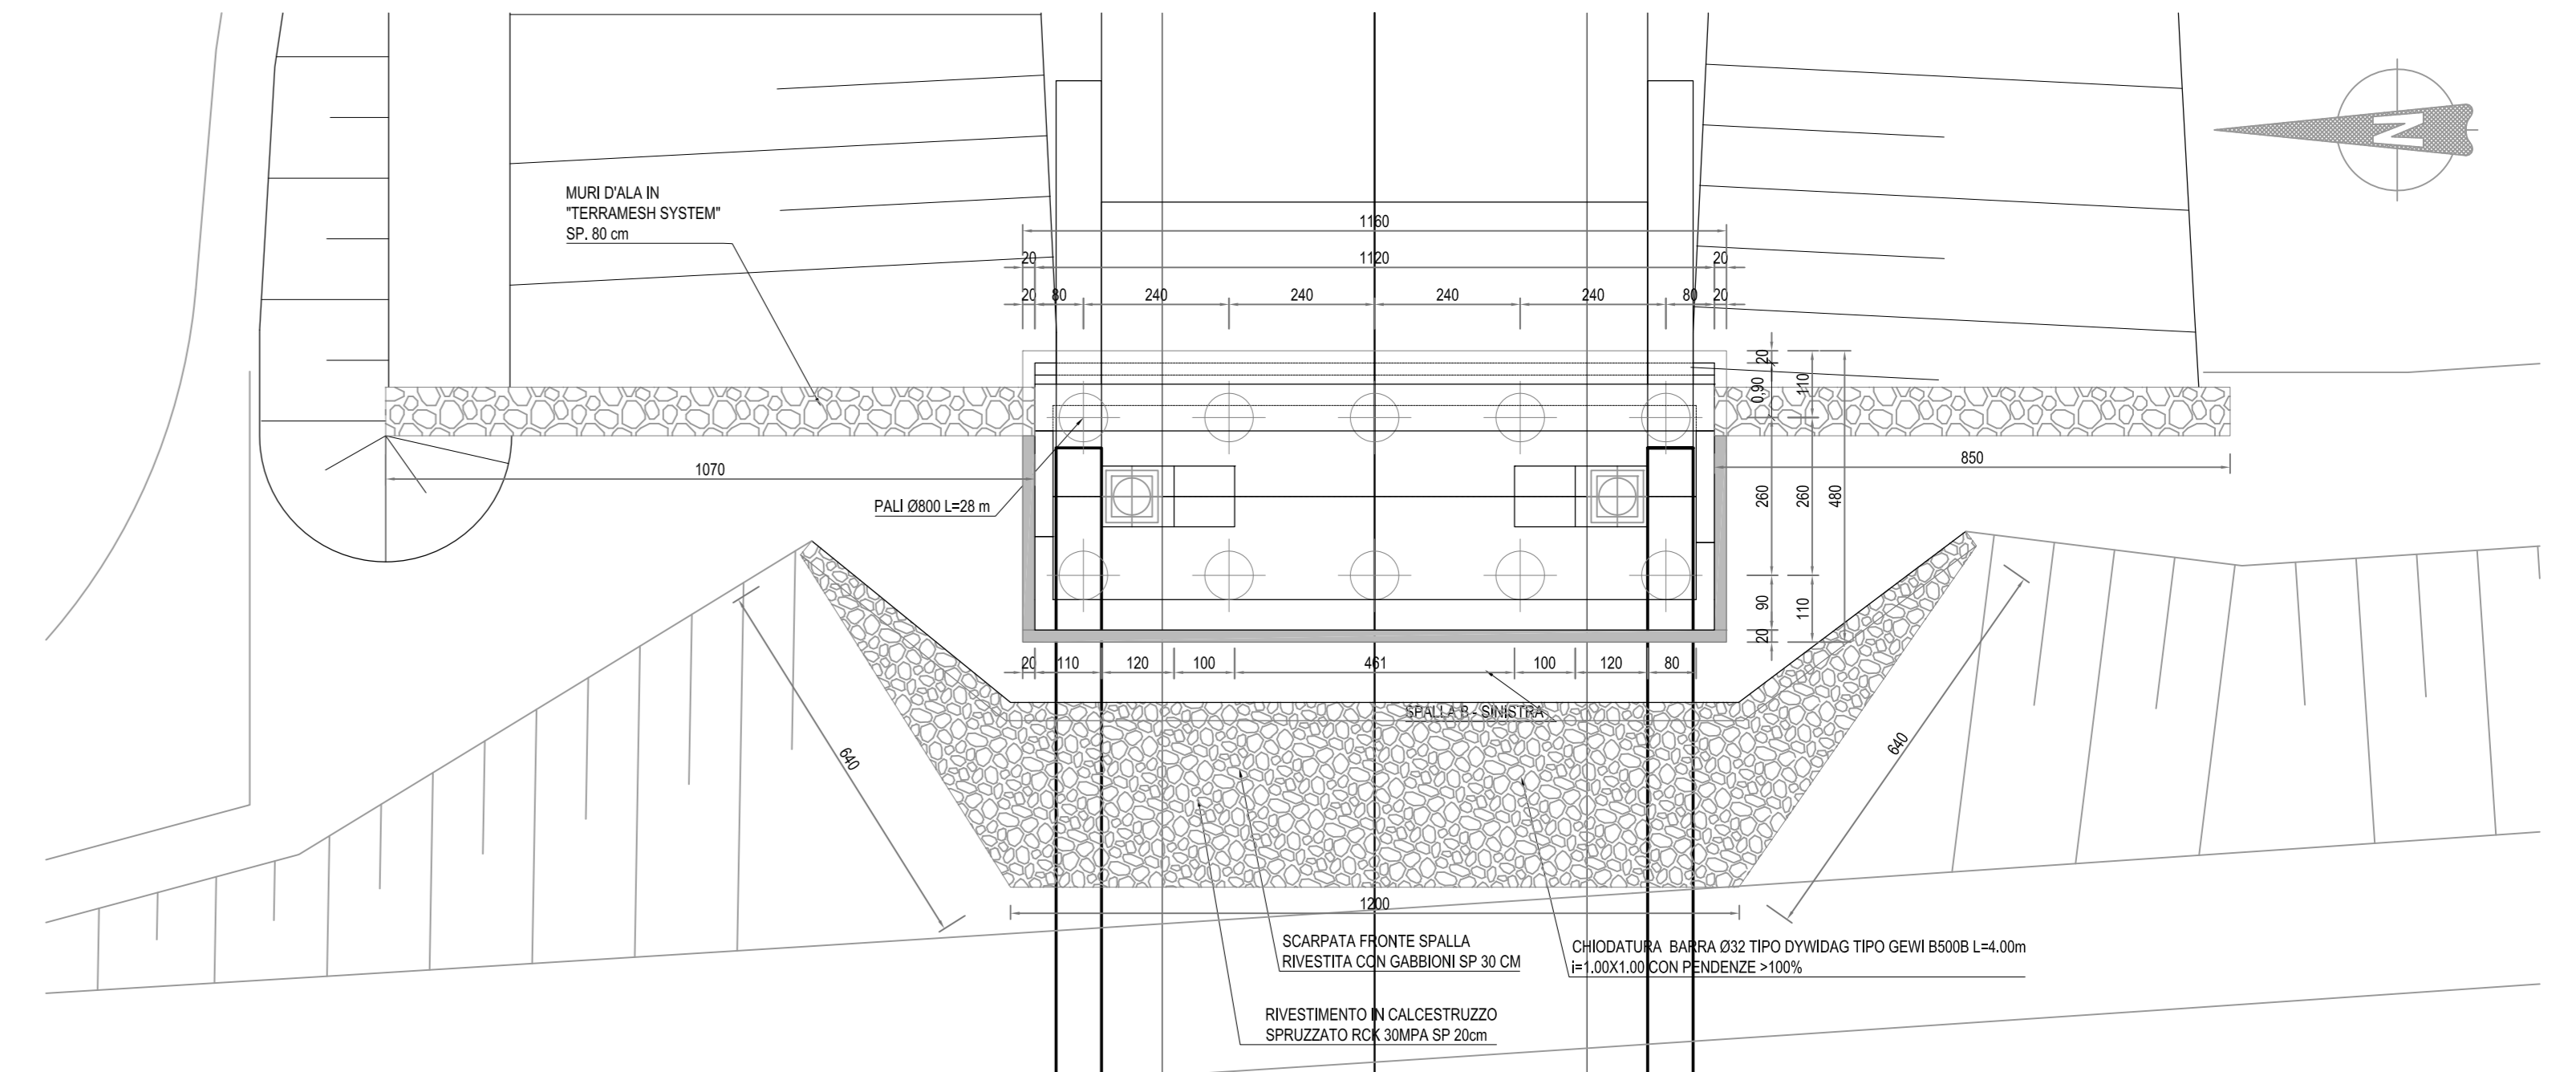 MURI D'ALA IN
"TERRAMESH SYSTEM"
SP. 80 cm
N
1160
20 1120 20
20 80 240 240 240 240 80 20
20
0,90 110
1070
850
PALI Ø800 L=28 m
260 260 480
90 110
20
20 110 120 100 461 100 120 80
SPALLA B - SINISTRA
640
640
1200
SCARPATA FRONTE SPALLA
RIVESTITA CON GABBIONI SP 30 CM
CHIODATURA BARRA Ø32 TIPO DYWIDAG TIPO GEWI B500B L=4.00m
i=1.00X1.00 CON PENDENZE >100%
RIVESTIMENTO IN CALCESTRUZZO
SPRUZZATO RCK 30MPA SP 20cm